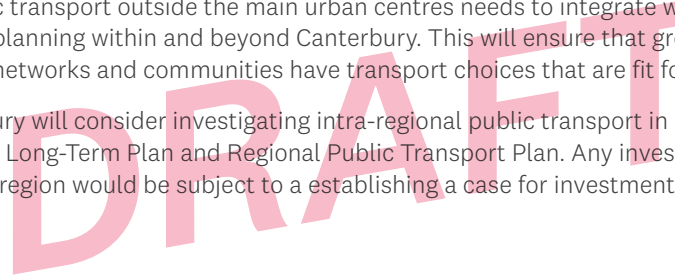 c transport outside the main urban centres needs to integrate w
planning within and beyond Canterbury. This will ensure that gr
networks and communities have transport choices that are fit fo
ury will consider investigating intra-regional public transport in
Long-Term Plan and Regional Public Transport Plan. Any inves
region would be subject to a establishing a case for investment
DRAFT